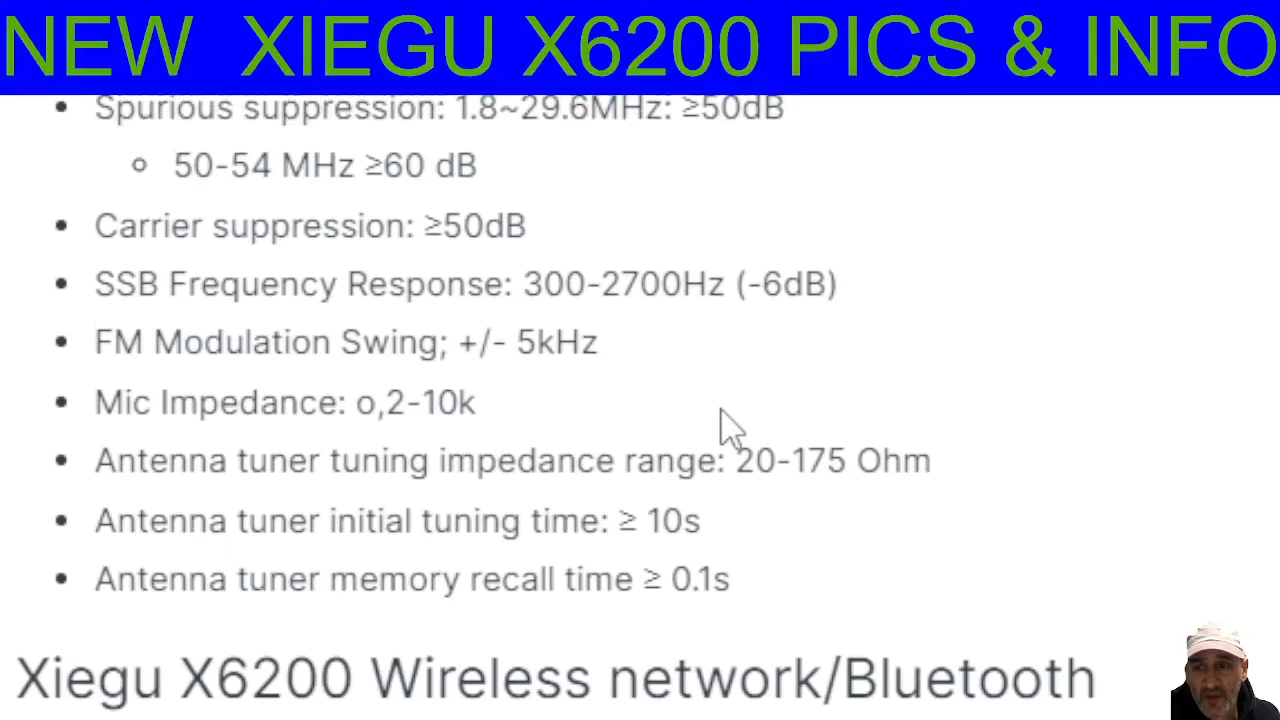 NEW XIEGU X6200 PICS & INFO
• Spurious suppression: 1.8~29.6MHz: ≥50dB
○ 50-54 MHz ≥60 dB
• Carrier suppression: ≥50dB
• SSB Frequency Response: 300-2700Hz (-6dB)
• FM Modulation Swing; +/- 5kHz
• Mic Impedance: o,2-10k
• Antenna tuner tuning impedance range: 20-175 Ohm
• Antenna tuner initial tuning time: ≥ 10s
• Antenna tuner memory recall time ≥ 0.1s
Xiegu X6200 Wireless network/Bluetooth